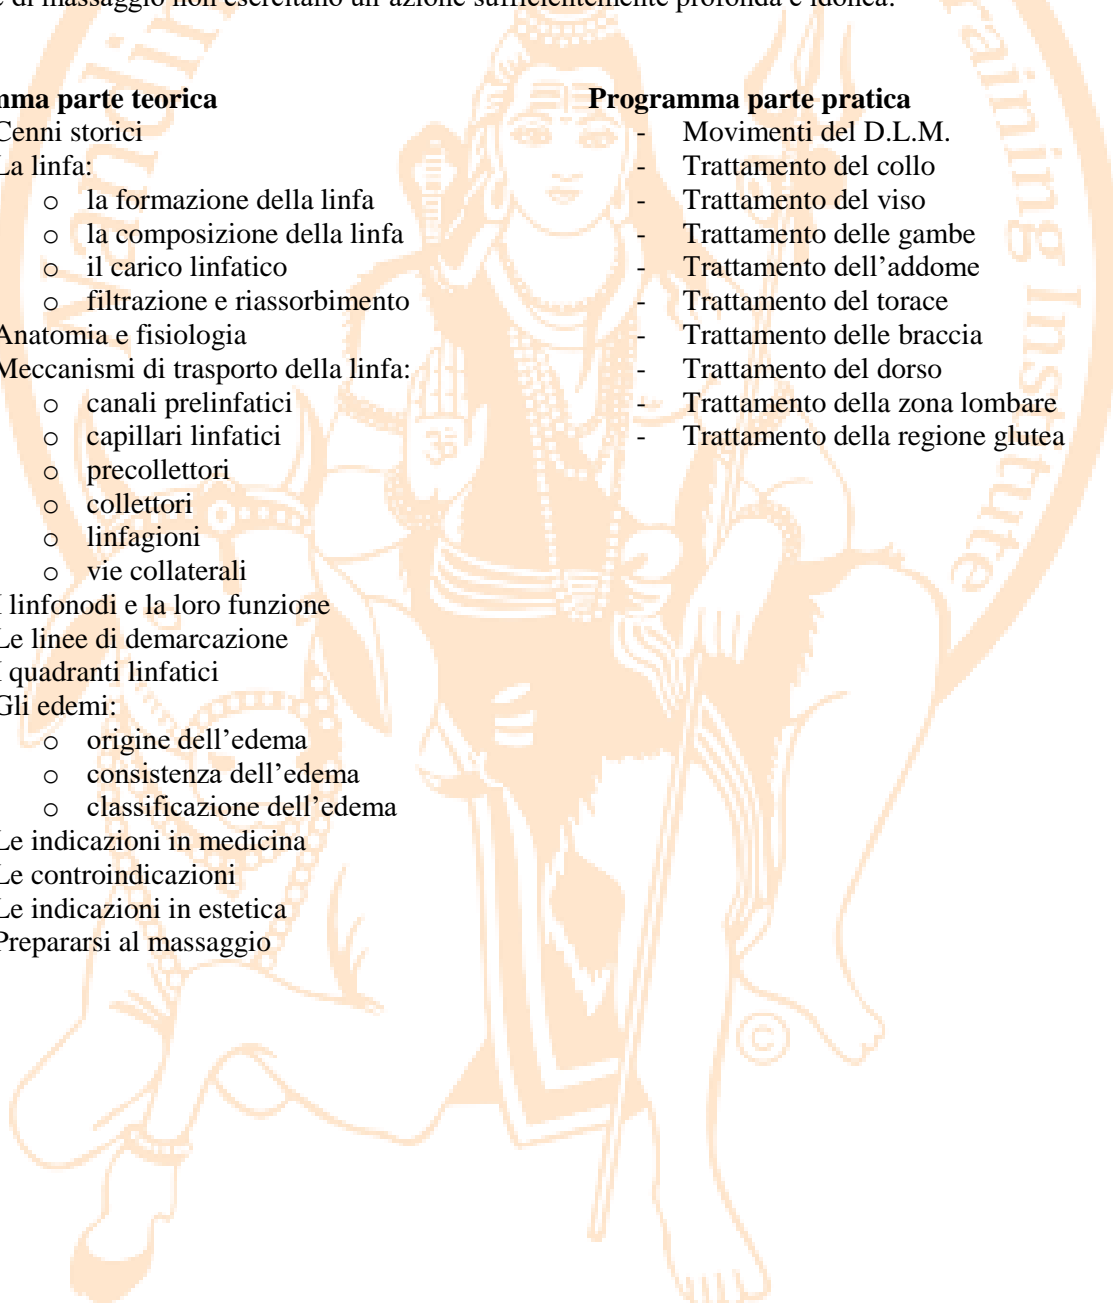 di massaggio non esercitano un'azione sufficientemente profonda e idonea.
mma parte teorica
Cenni storici
La linfa:
o la formazione della linfa
o la composizione della linfa
o il carico linfatico
o filtrazione e riassorbimento
Anatomia e fisiologia
Meccanismi di trasporto della linfa:
o canali prelinfatici
o capillari linfatici
o precollettori
o collettori
o linfagioni
o vie collaterali
I linfonodi e la loro funzione
Le linee di demarcazione
I quadranti linfatici
Gli edemi:
o origine dell'edema
o consistenza dell'edema
o classificazione dell'edema
Le indicazioni in medicina
Le controindicazioni
Le indicazioni in estetica
Prepararsi al massaggio
Programma parte pratica
- Movimenti del D.L.M.
- Trattamento del collo
- Trattamento del viso
- Trattamento delle gambe
- Trattamento dell'addome
- Trattamento del torace
- Trattamento delle braccia
- Trattamento del dorso
- Trattamento della zona lombare
- Trattamento della regione glutea
Nandin
raining Institute
ॐ
©